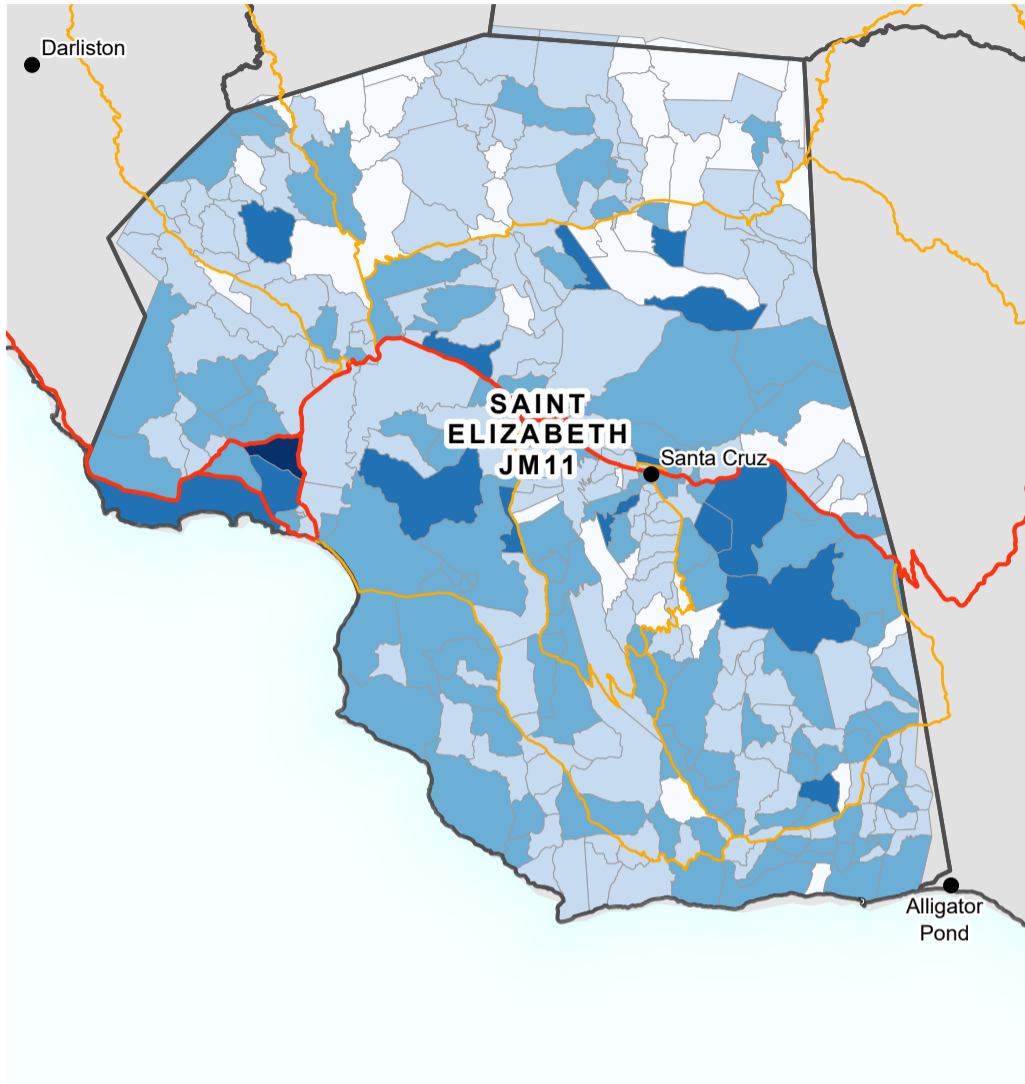 Darliston
SAINT
ELIZABETH
JM11
Santa Cruz
Alligator
Pond